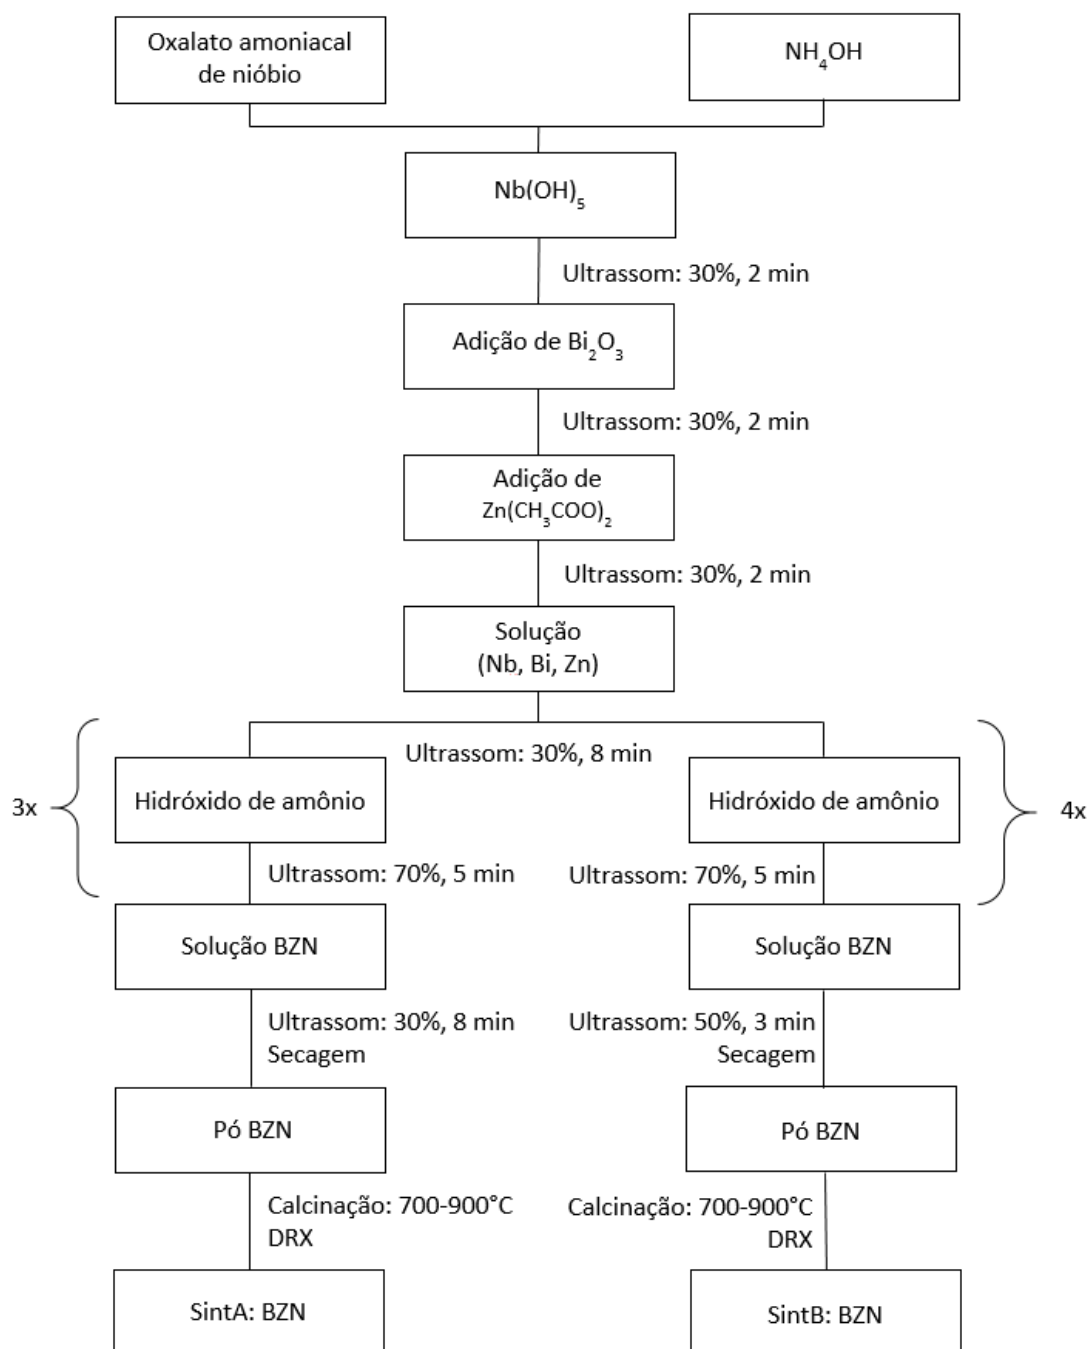 Oxalato amoniacal
de nióbio
NH₄OH
Nb(OH)₅
Ultrassom: 30%, 2 min
Adição de Bi₂O₃
Ultrassom: 30%, 2 min
Adição de
Zn(CH₃COO)₂
Ultrassom: 30%, 2 min
Solução
(Nb, Bi, Zn)
Ultrassom: 30%, 8 min
3x
Hidróxido de amônio
Hidróxido de amônio
4x
Ultrassom: 70%, 5 min
Ultrassom: 70%, 5 min
Solução BZN
Solução BZN
Ultrassom: 30%, 8 min
Secagem
Ultrassom: 50%, 3 min
Secagem
Pó BZN
Pó BZN
Calcinação: 700-900°C
DRX
Calcinação: 700-900°C
DRX
SintA: BZN
SintB: BZN